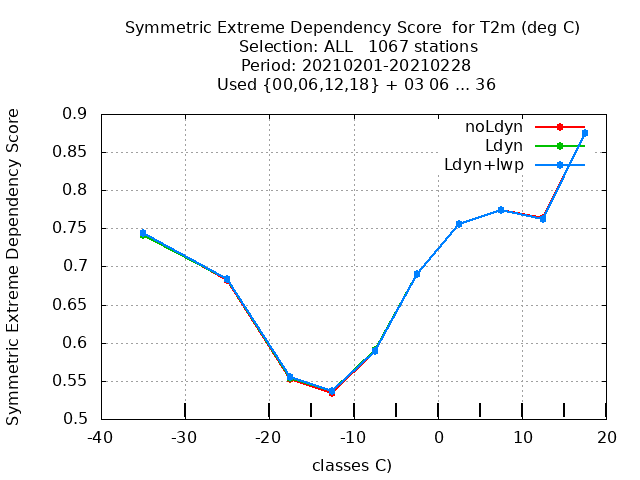 Symmetric Extreme Dependency Score  for T2m (deg C)
Selection: ALL   1067 stations
Period: 20210201-20210228
Used {00,06,12,18} + 03 06 ... 36
Symmetric Extreme Dependency Score
0.9
0.85
0.8
0.75
0.7
0.65
0.6
0.55
0.5
noLdyn
Ldyn
Ldyn+lwp
-40 -30 -20 -10 0 10 20
classes C)